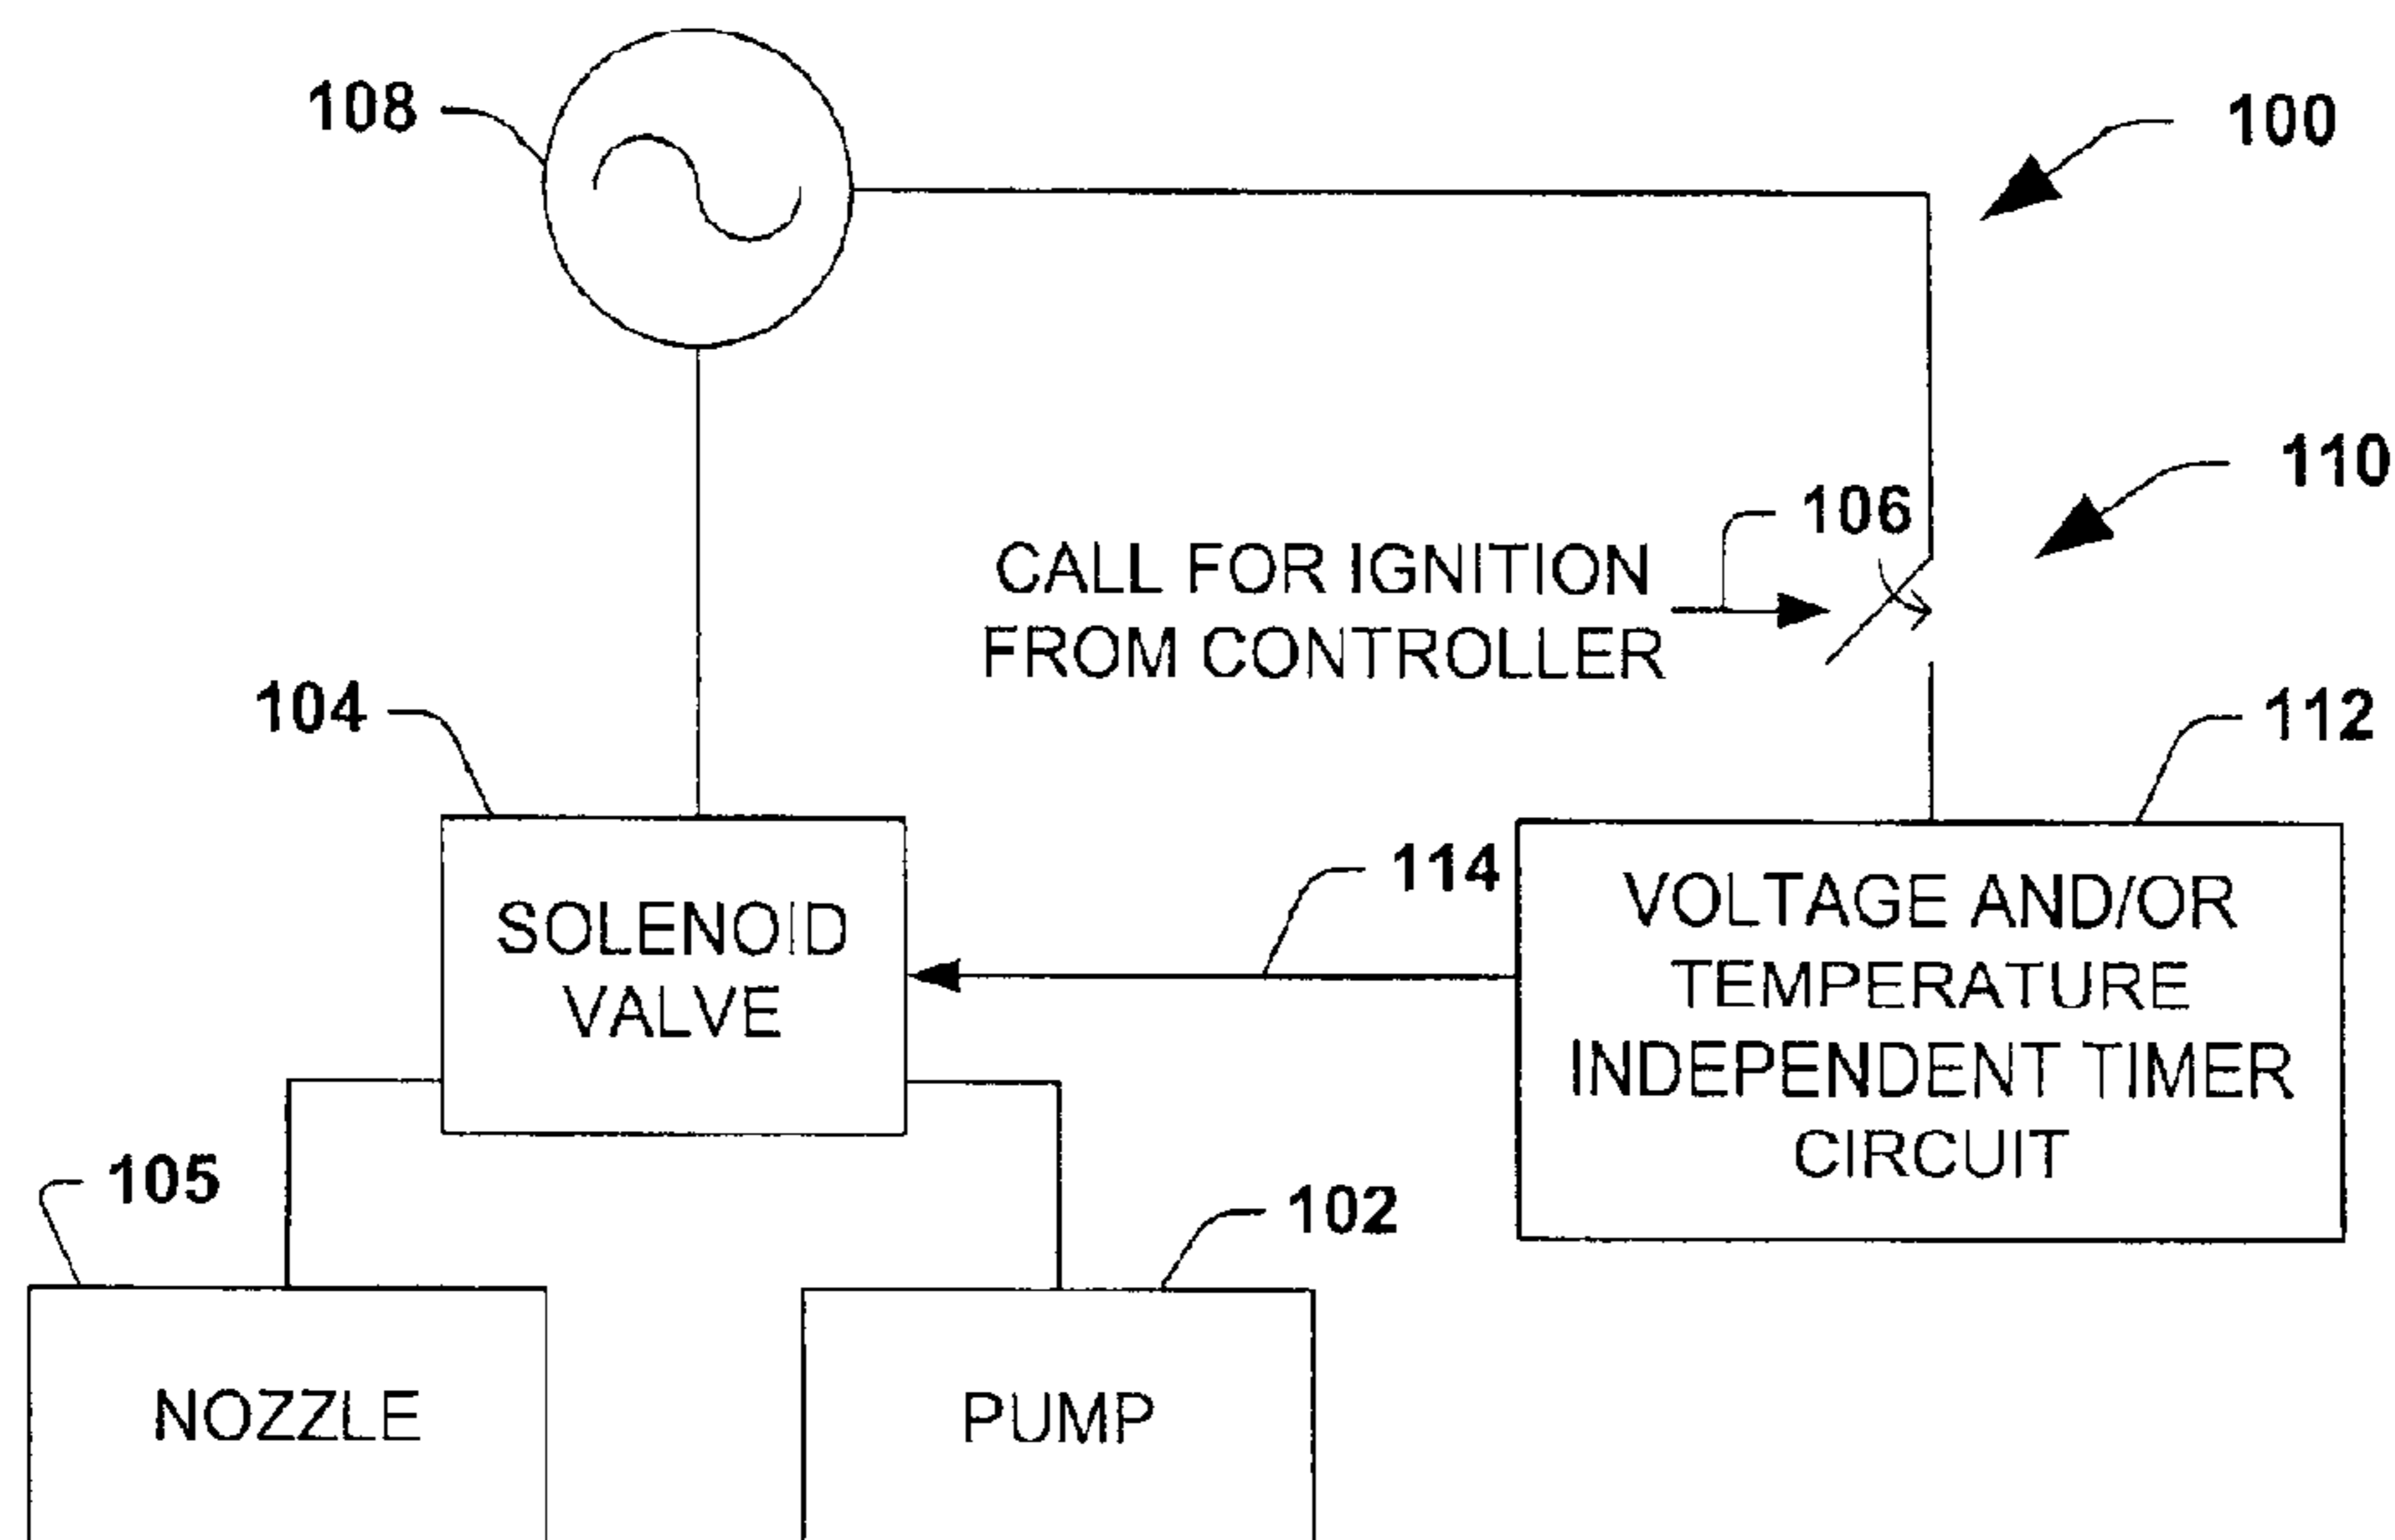 108
100
110
106
CALL FOR IGNITION
FROM CONTROLLER
104
112
114
SOLENOID
VALVE
VOLTAGE AND/OR
TEMPERATURE
INDEPENDENT TIMER
CIRCUIT
105
102
NOZZLE
PUMP